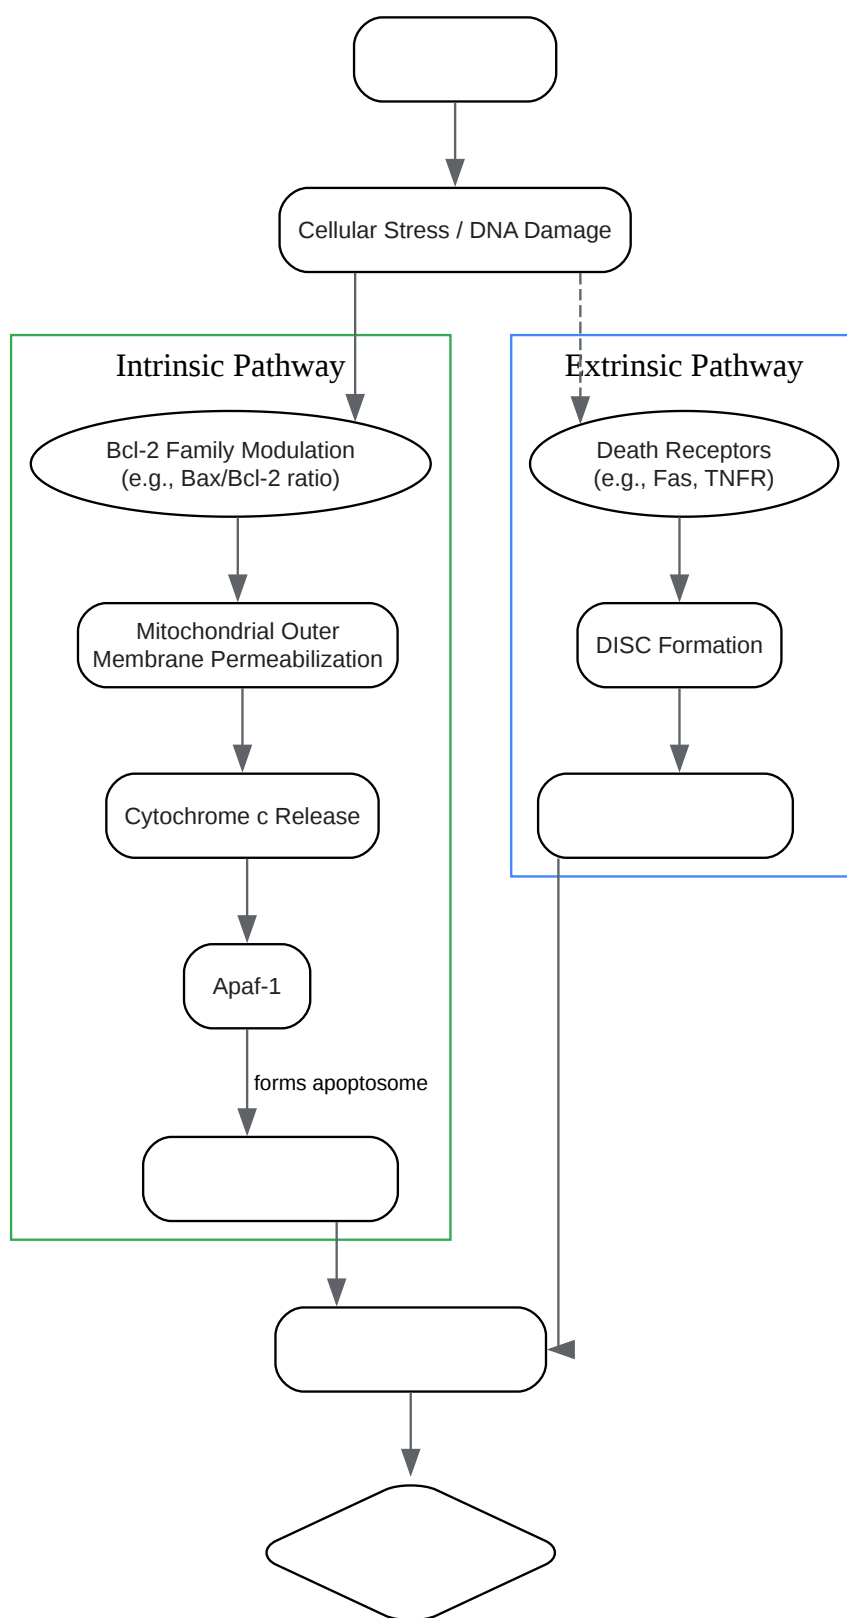 Cellular Stress / DNA Damage
Intrinsic Pathway
Extrinsic Pathway
Bcl-2 Family Modulation
(e.g., Bax/Bcl-2 ratio)
Death Receptors
(e.g., Fas, TNFR)
Mitochondrial Outer
Membrane Permeabilization
DISC Formation
Cytochrome c Release
Apaf-1
forms apoptosome